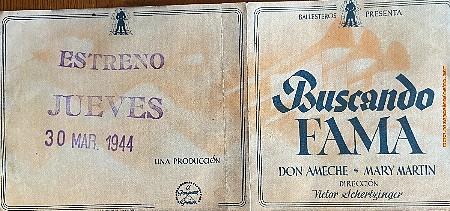 ESTRENO
JUEVES
30 MAR. 1944
UNA PRODUCCIÓN
BALLESTEROS PRESENTA
Buscando
FAMA
DON AMECHE - MARY MARTIN
DIRECCIÓN
Victor Schertzinger